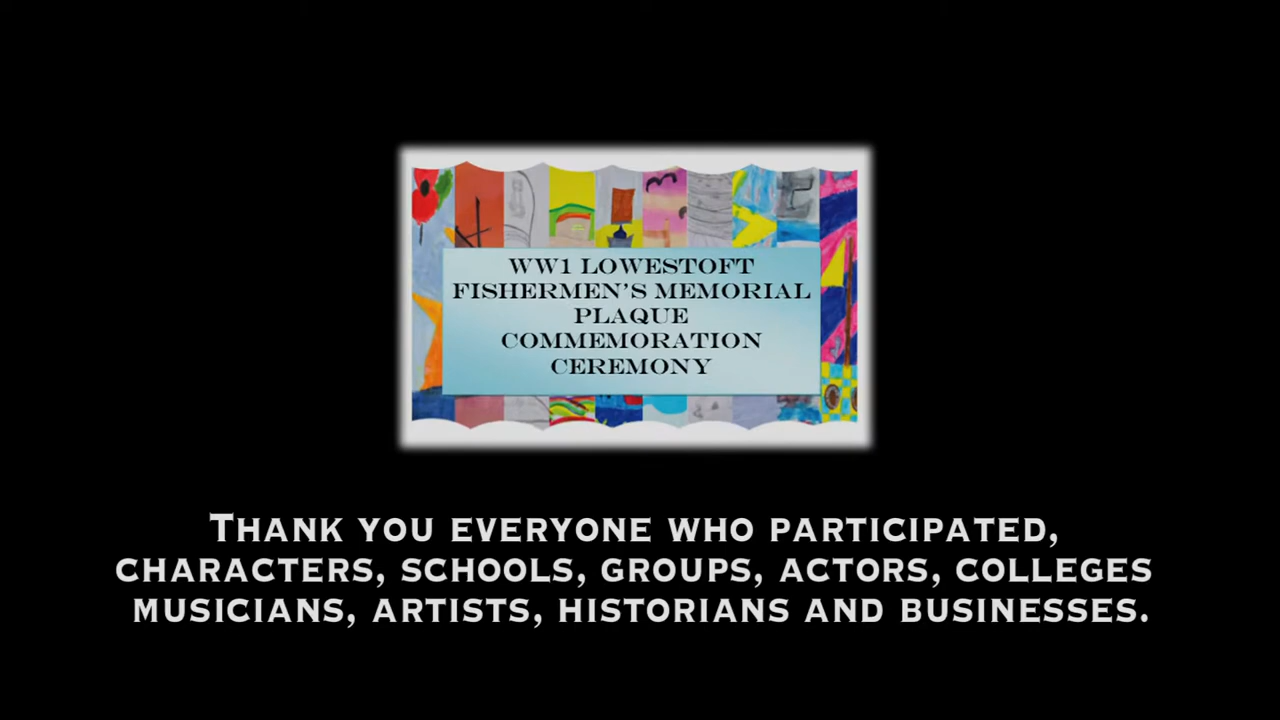 WW1 LOWESTOFT
FISHERMEN'S MEMORIAL
PLAQUE
COMMEMORATION
CEREMONY
THANK YOU EVERYONE WHO PARTICIPATED,
CHARACTERS, SCHOOLS, GROUPS, ACTORS, COLLEGES
MUSICIANS, ARTISTS, HISTORIANS AND BUSINESSES.